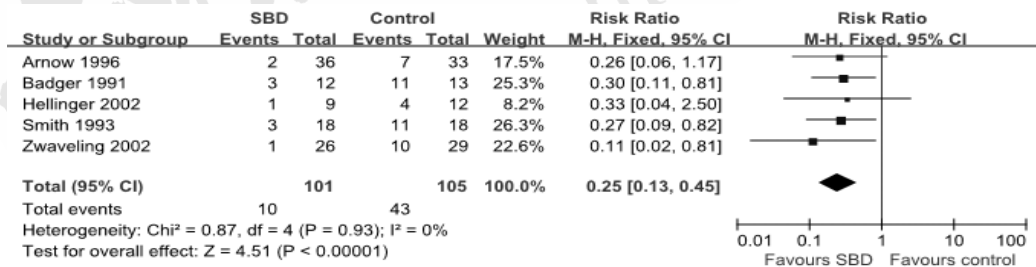 SBD Control Risk Ratio Risk Ratio
Study or Subgroup Events Total Events Total Weight M-H, Fixed, 95% CI M-H, Fixed, 95% CI
Arnow 1996 2 36 7 33 17.5% 0.26 [0.06, 1.17]
Badger 1991 3 12 11 13 25.3% 0.30 [0.11, 0.81]
Hellinger 2002 1 9 4 12 8.2% 0.33 [0.04, 2.50]
Smith 1993 3 18 11 18 26.3% 0.27 [0.09, 0.82]
Zwaveling 2002 1 26 10 29 22.6% 0.11 [0.02, 0.81]
Total (95% CI) 101 105 100.0% 0.25 [0.13, 0.45]
Total events 10 43
Heterogeneity: Chi² = 0.87, df = 4 (P = 0.93); I² = 0%
Test for overall effect: Z = 4.51 (P < 0.00001)
0.01 0.1 1 10 100
Favours SBD Favours control